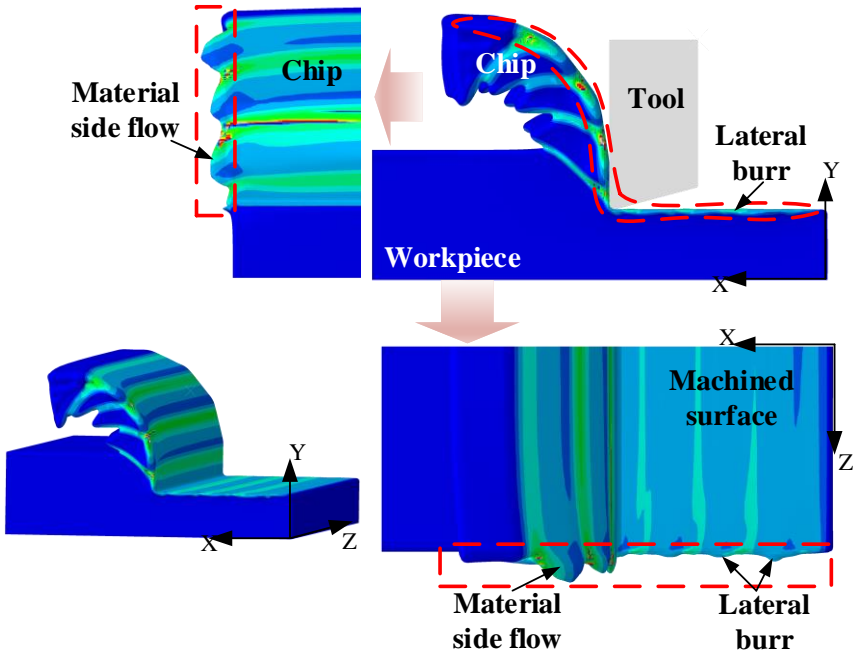 Chip
Material
side flow
Chip
Tool
Lateral
burr
Y
Workpiece
X
Y
X
Z
X
Machined
surface
Z
Material
side flow
Lateral
burr